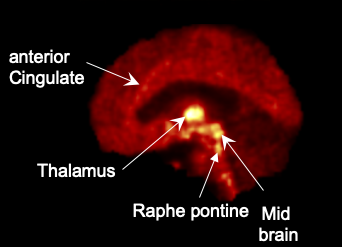 anterior
Cingulate
Thalamus
Raphe pontine
Mid
brain